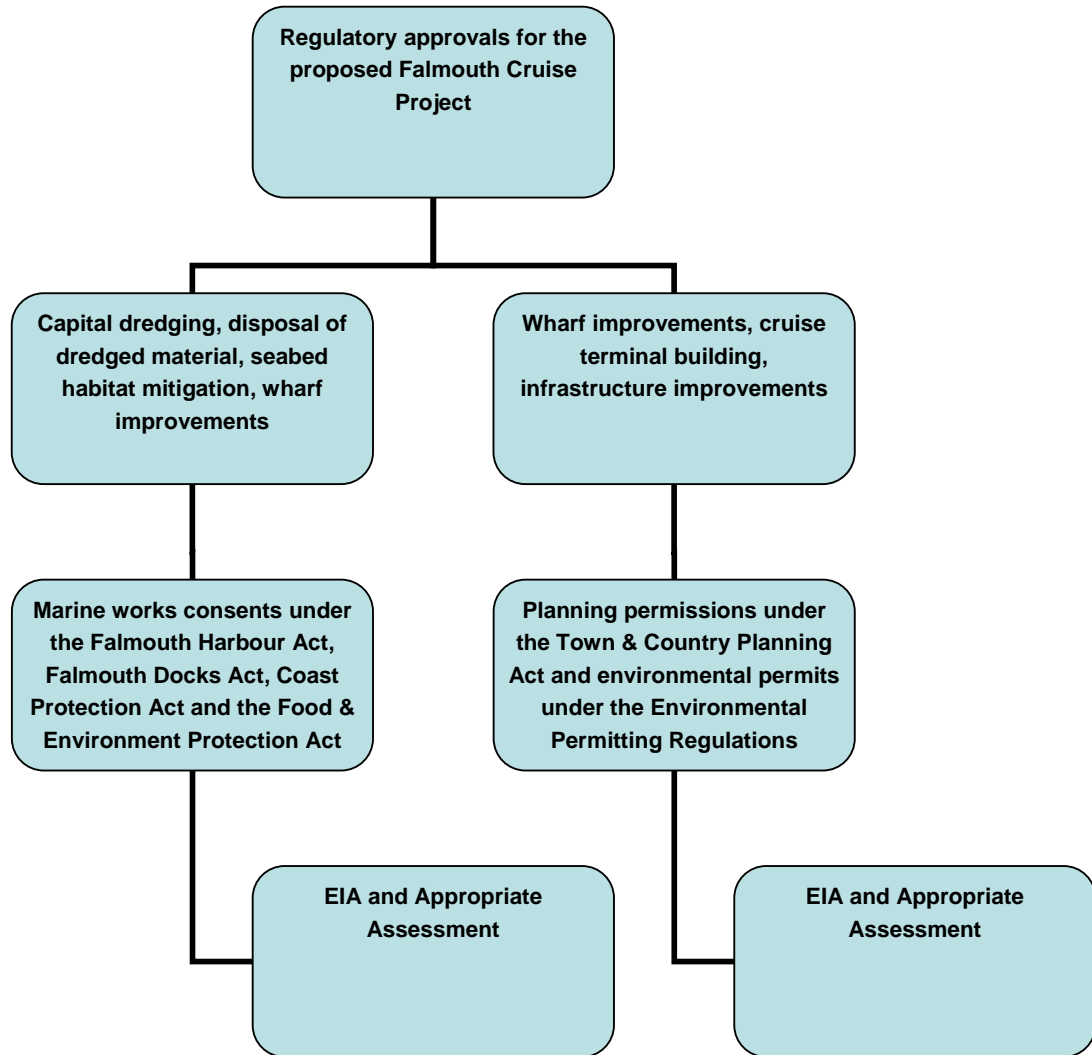 Regulatory approvals for the
proposed Falmouth Cruise
Project
Capital dredging, disposal of
dredged material, seabed
habitat mitigation, wharf
improvements
Wharf improvements, cruise
terminal building,
infrastructure improvements
Marine works consents under
the Falmouth Harbour Act,
Falmouth Docks Act, Coast
Protection Act and the Food &
Environment Protection Act
Planning permissions under
the Town & Country Planning
Act and environmental permits
under the Environmental
Permitting Regulations
EIA and Appropriate
Assessment
EIA and Appropriate
Assessment